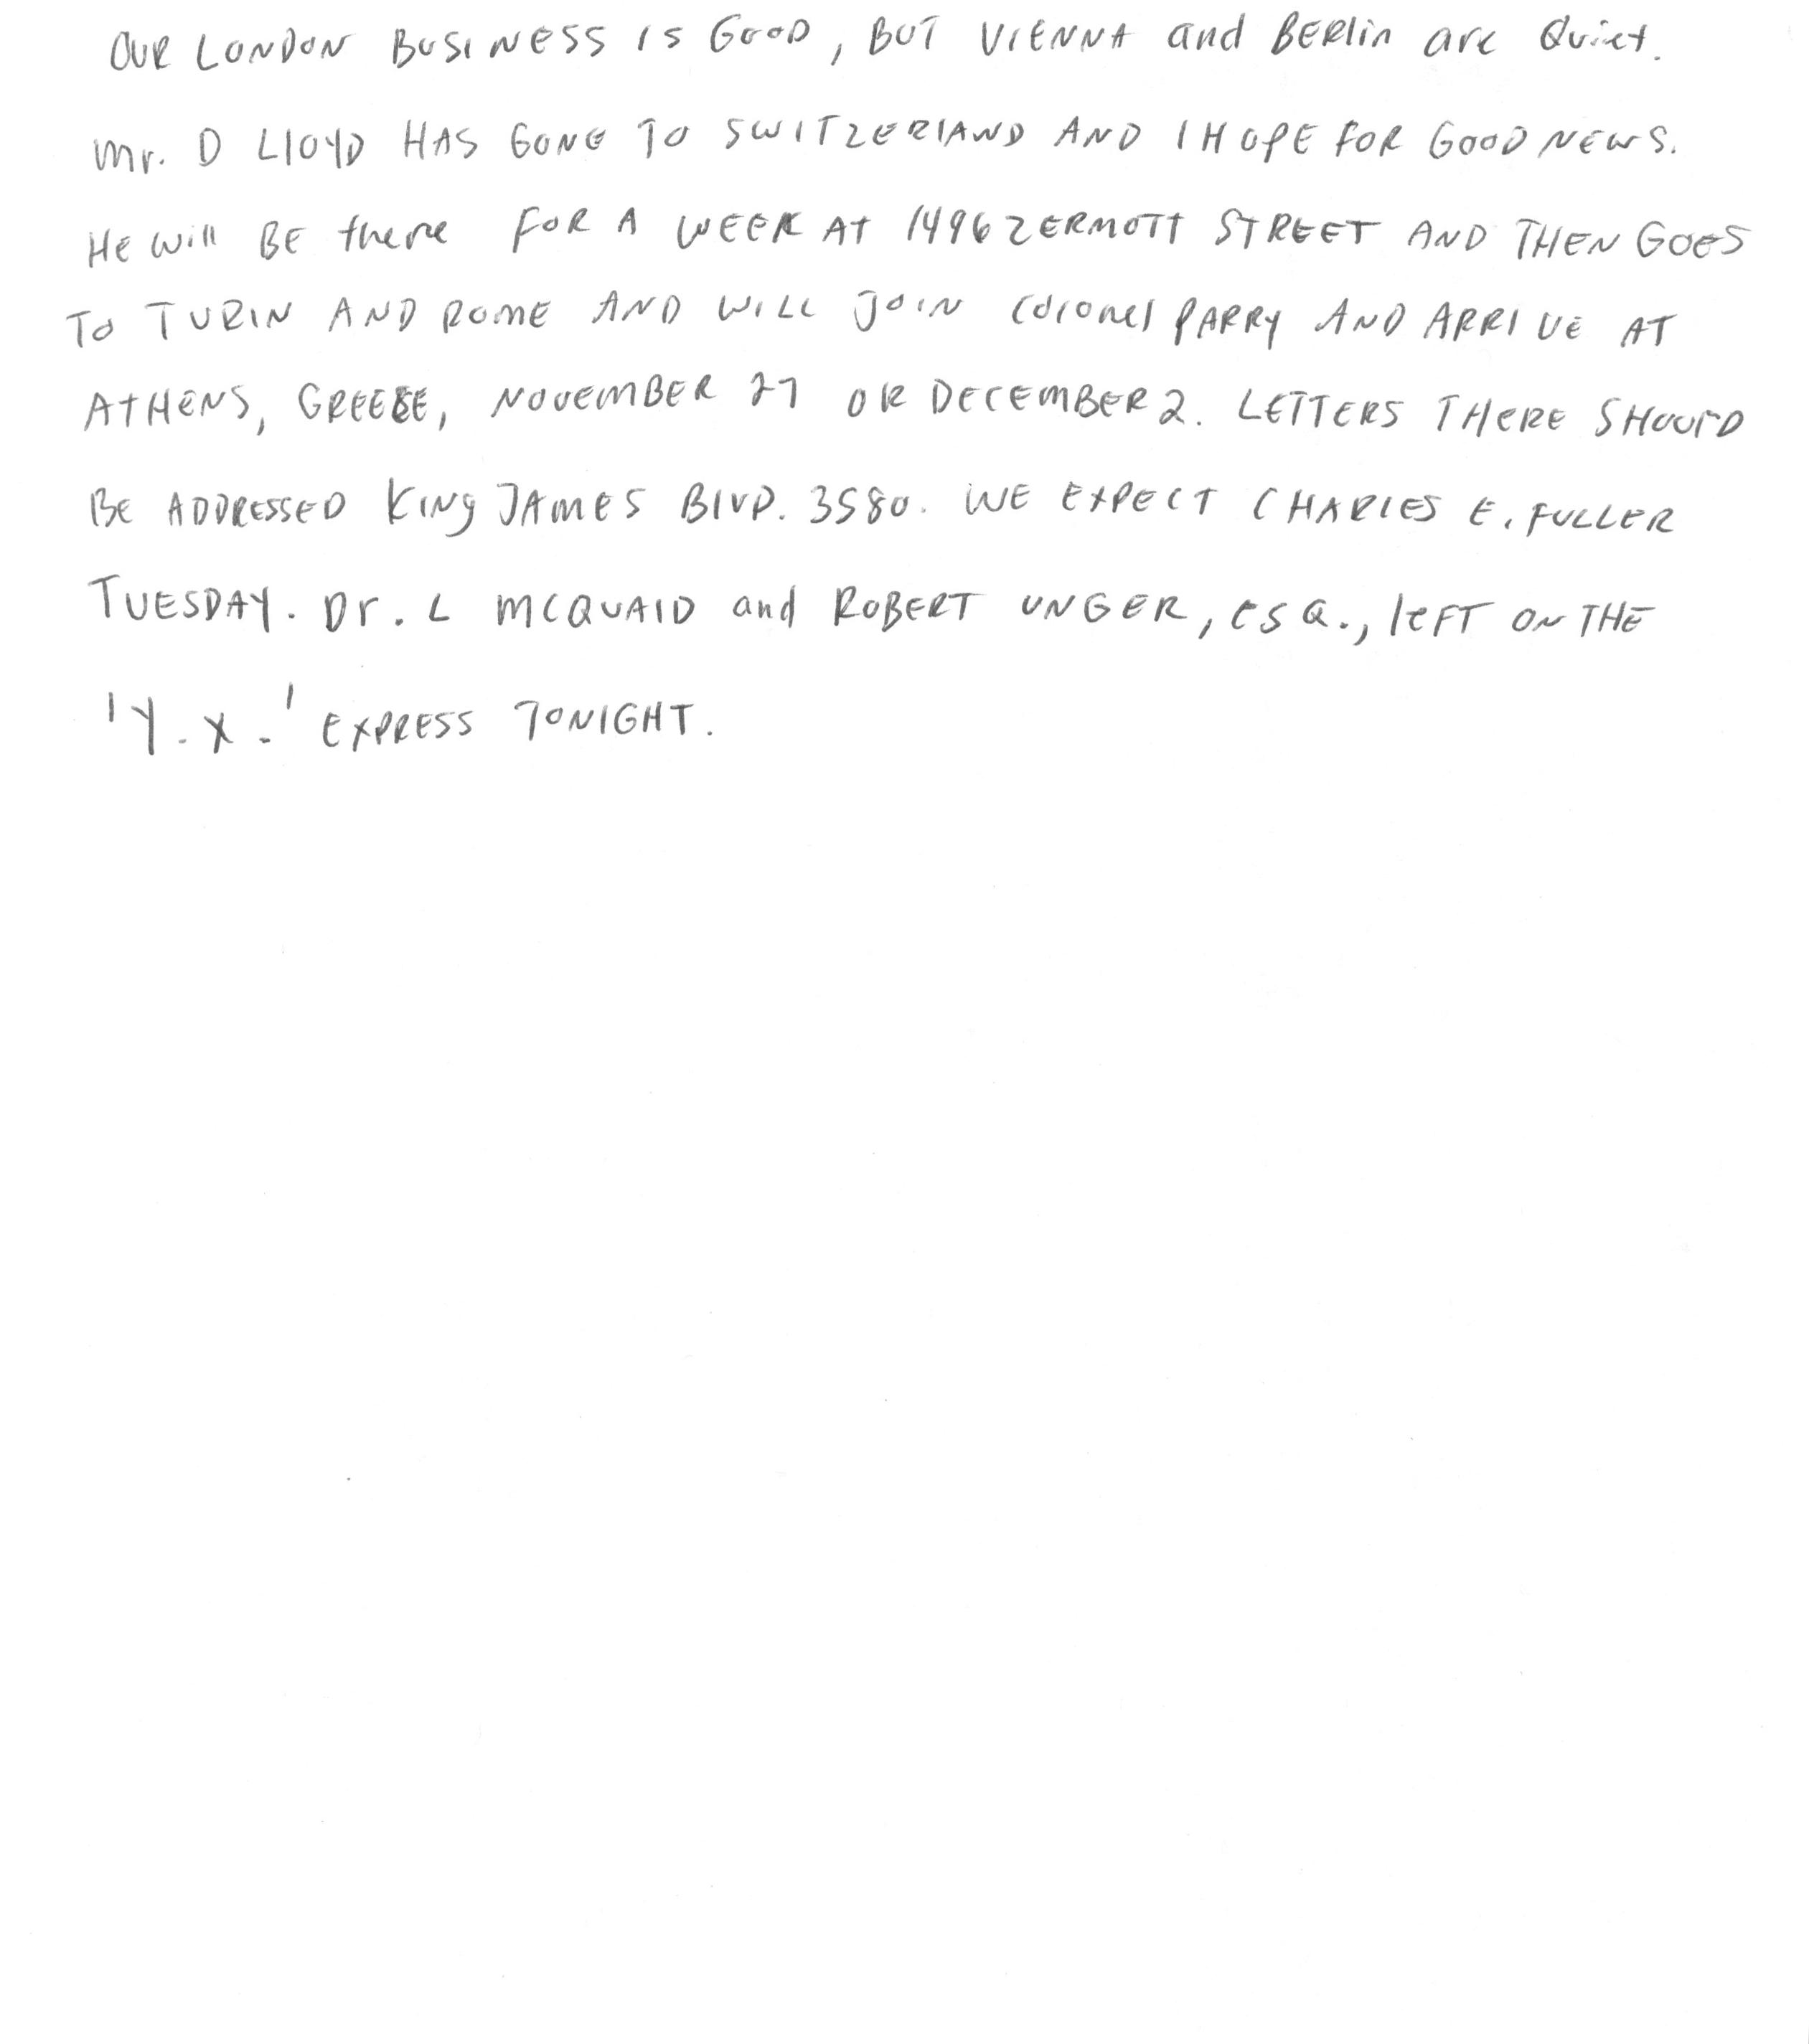 OUR LONDON BUSINESS IS GOOD, BUT VIENNA and BERlin are Quiet.
Mr. D LlOYD HAS GONE TO SWITZERlAND AND I HOPE FOR GOOD NEWS.
HE Will BE there FOR A WEEK AT 1496 ZERMOTT STREET AND THEN GOES
TO TURIN AND ROME AND WILL JOIN Colonel PARRY AND ARRIVE AT
ATHENS, GREECE, NOVEMBER 27 OR DECEMBER 2. LETTERS THERE SHOUlD
BE ADDRESSED KINg JAMES BlVD. 3580. WE EXPECT CHARlES E. FULLER
TUESDAY. Dr. L MCQUAID and ROBERT UNGER, ESQ., leFT ON THE
'Y. X.' EXPRESS TONIGHT.